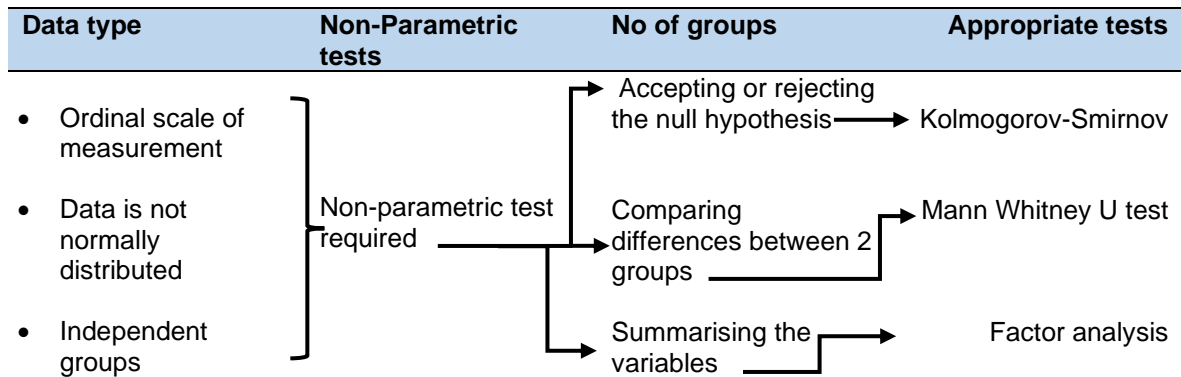 Data type
Non-Parametric
tests
No of groups
Appropriate tests
• Ordinal scale of
measurement
• Data is not
normally
distributed
• Independent
groups
Non-parametric test
required
Accepting or rejecting
the null hypothesis
Kolmogorov-Smirnov
Comparing
differences between 2
groups
Mann Whitney U test
Summarising the
variables
Factor analysis